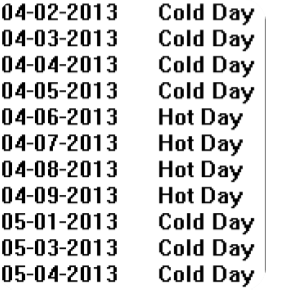 04-02-2013 Cold Day
04-03-2013 Cold Day
04-04-2013 Cold Day
04-05-2013 Cold Day
04-06-2013 Hot Day
04-07-2013 Hot Day
04-08-2013 Hot Day
04-09-2013 Hot Day
05-01-2013 Cold Day
05-03-2013 Cold Day
05-04-2013 Cold Day